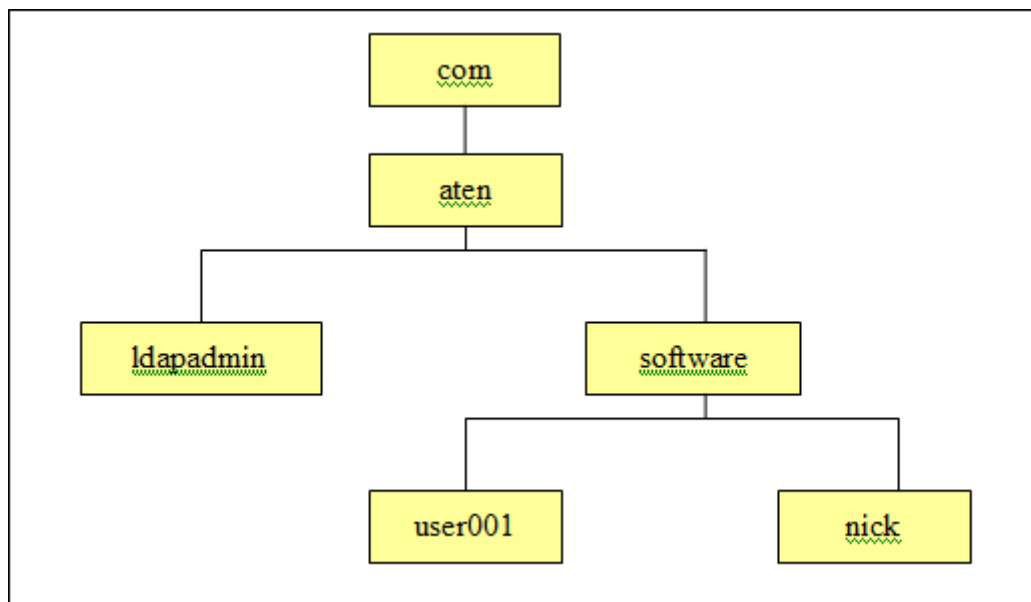 com
aten
ldapadmin
software
user001
nick